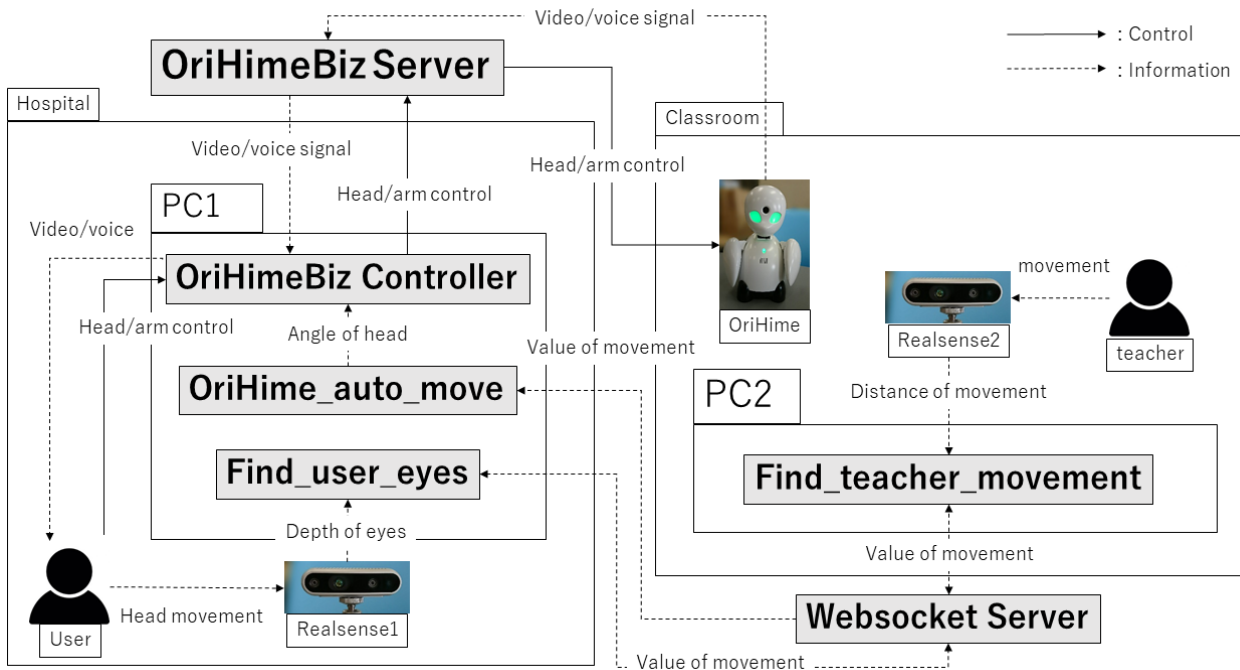 Video/voice signal
: Control
OriHimeBiz Server
: Information
Hospital
Classroom
Video/voice signal
Head/arm control
Head/arm control
PC1
Video/voice
OriHimeBiz Controller
movement
Head/arm control
Angle of head
Value of movement
OriHime
Realsense2
teacher
OriHime_auto_move
PC2
Distance of movement
Find_user_eyes
Find_teacher_movement
Depth of eyes
Value of movement
Head movement
Websocket Server
User
Realsense1
Value of movement